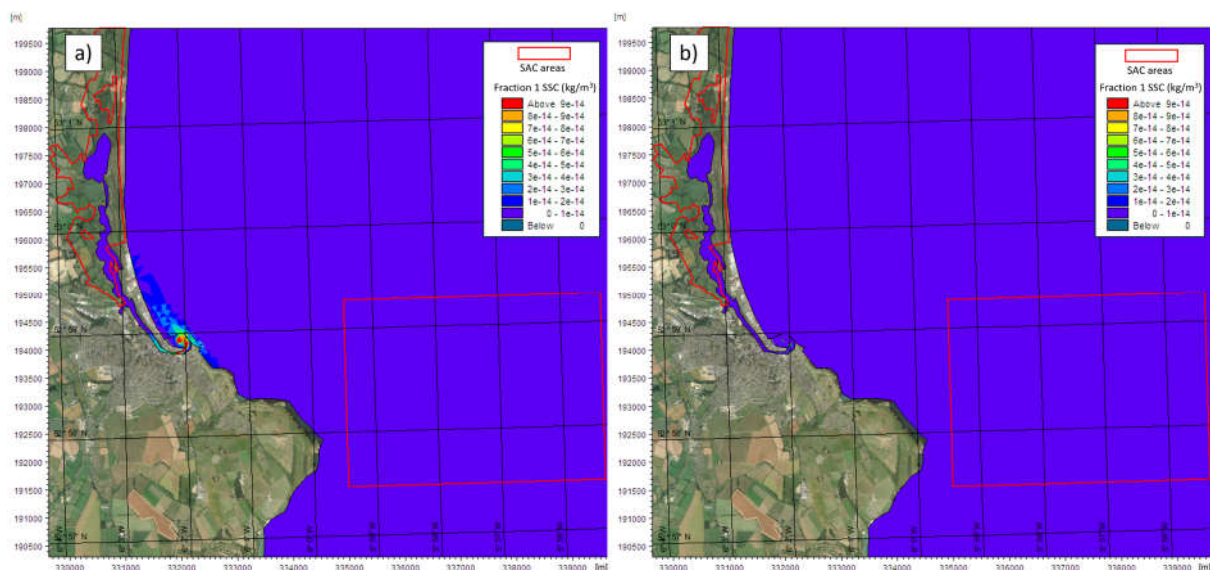 [m]
a)
SAC areas
Fraction 1 SSC (kg/m³)
Above 9e-14
8e-14 - 9e-14
7e-14 - 8e-14
6e-14 - 7e-14
5e-14 - 6e-14
4e-14 - 5e-14
3e-14 - 4e-14
2e-14 - 3e-14
1e-14 - 2e-14
0 - 1e-14
Below 0
199500
199000
198500
198000
197500
197000
196500
196000
195500
195000
194500
194000
193500
193000
192500
192000
191500
191000
190500
330000
331000
332000
333000
334000
335000
336000
337000
338000
339000
[m]
[m]
b)
SAC areas
Fraction 1 SSC (kg/m³)
Above 9e-14
8e-14 - 9e-14
7e-14 - 8e-14
6e-14 - 7e-14
5e-14 - 6e-14
4e-14 - 5e-14
3e-14 - 4e-14
2e-14 - 3e-14
1e-14 - 2e-14
0 - 1e-14
Below 0
199500
199000
198500
198000
197500
197000
196500
196000
195500
195000
194500
194000
193500
193000
192500
192000
191500
191000
190500
330000
331000
332000
333000
334000
335000
336000
337000
338000
339000
[m]